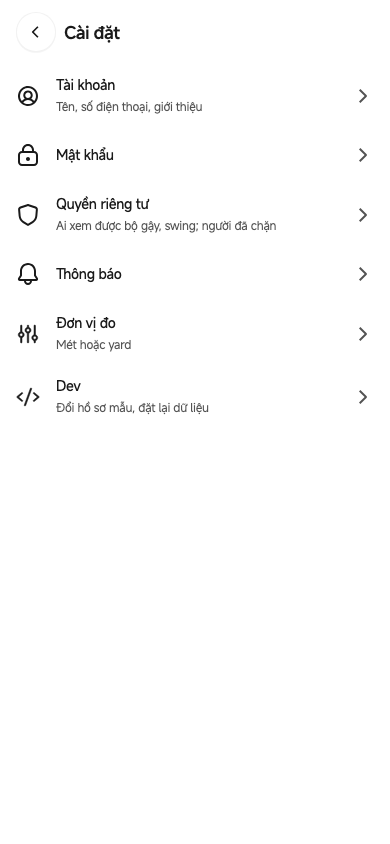 Cài đặt
Tài khoản
Tên, số điện thoại, giới thiệu
Mật khẩu
Quyền riêng tư
Ai xem được bộ gậy, swing; người đã chặn
Thông báo
Đơn vị đo
Mét hoặc yard
Dev
Đổi hồ sơ mẫu, đặt lại dữ liệu